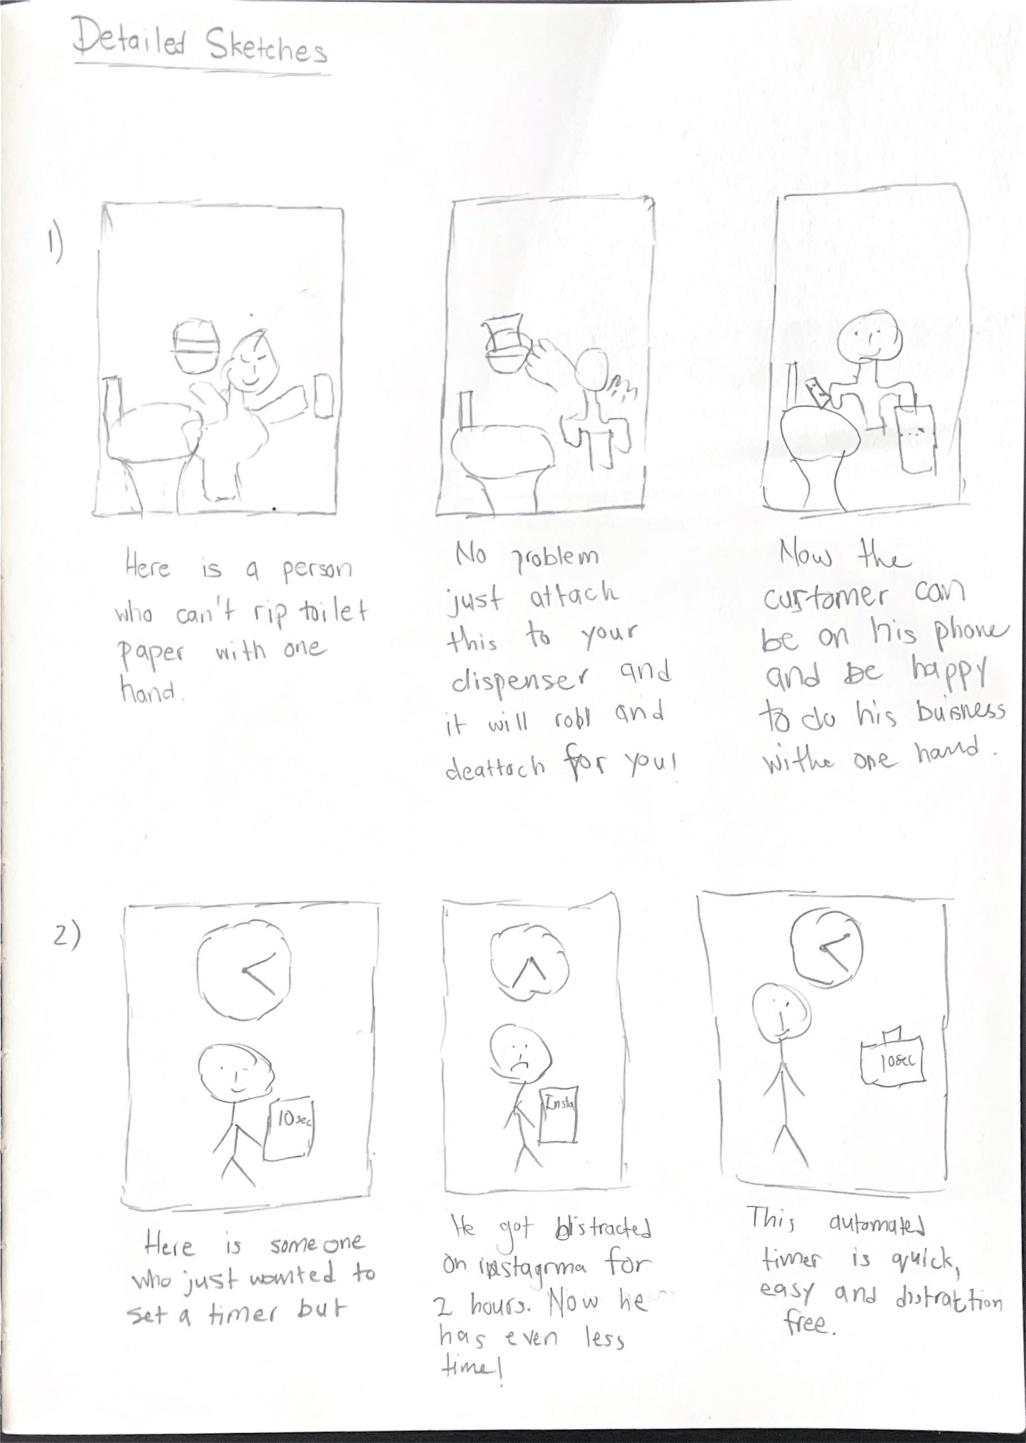 Detailed Sketches
1)
Here is a person
who can't rip toilet
paper with one
hand.
No problem
just attach
this to your
dispenser and
it will roll and
deattach for you!
Now the
customer can
be on his phone
and be happy
to do his buisness
withe one hand.
2)
10sec
Here is someone
who just wanted to
set a timer but
Insta
He got distracted
on instagrma for
2 hours. Now he
has even less
time!
10sec
This automated
timer is quick,
easy and distraction
free.